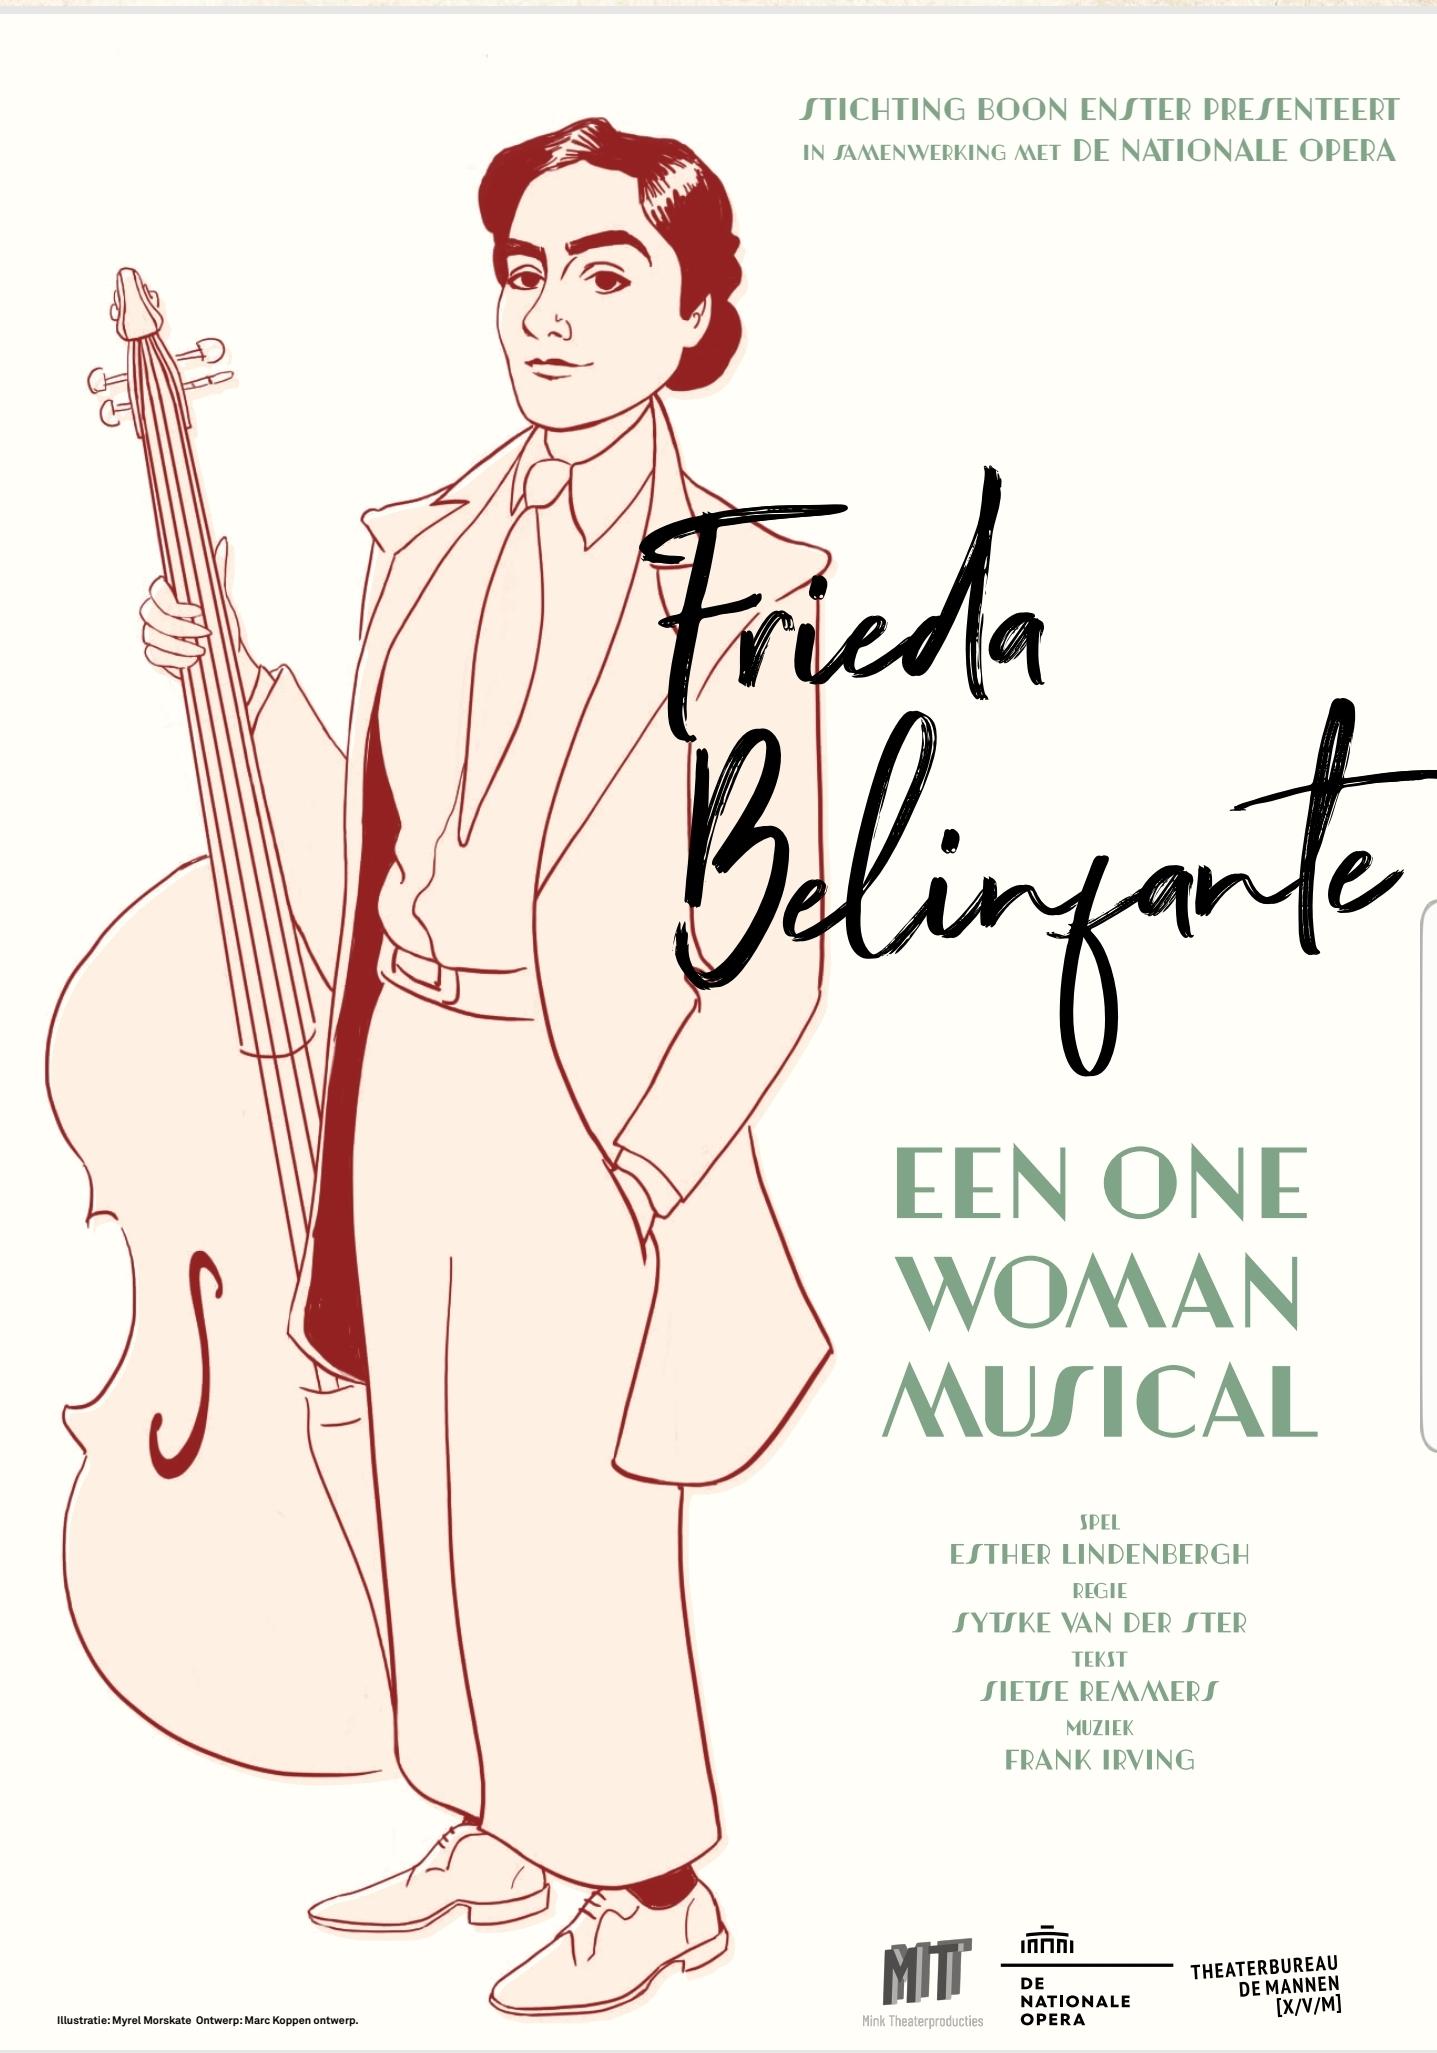 STICHTING BOON ENSTER PRESENTEERT
IN SAMENWERKING MET DE NATIONALE OPERA
Frieda
Belinfante
EEN ONE
WOMAN
MUSICAL
SPEL
ESTHER LINDENBERGH
REGIE
SYTSKE VAN DER STER
TEKST
SIETSE REMMERS
MUZIEK
FRANK IRVING
MTT
Mink Theaterproducties
DE
NATIONALE
OPERA
THEATERBUREAU
DE MANNEN
[X/V/M]
Illustratie: Myrel Morskate Ontwerp: Marc Koppen ontwerp.